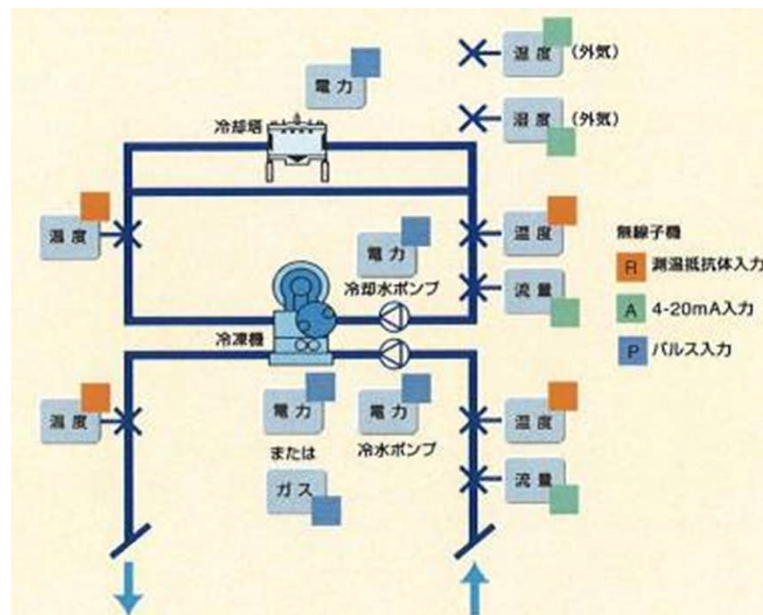 温度 (外気)
電力
冷却塔
湿度 (外気)
温度
温度
電力
流量
冷却水ポンプ
無線子機
R 測温抵抗体入力
A 4-20mA入力
P パルス入力
冷凍機
温度
電力
電力
温度
または
冷水ポンプ
ガス
流量